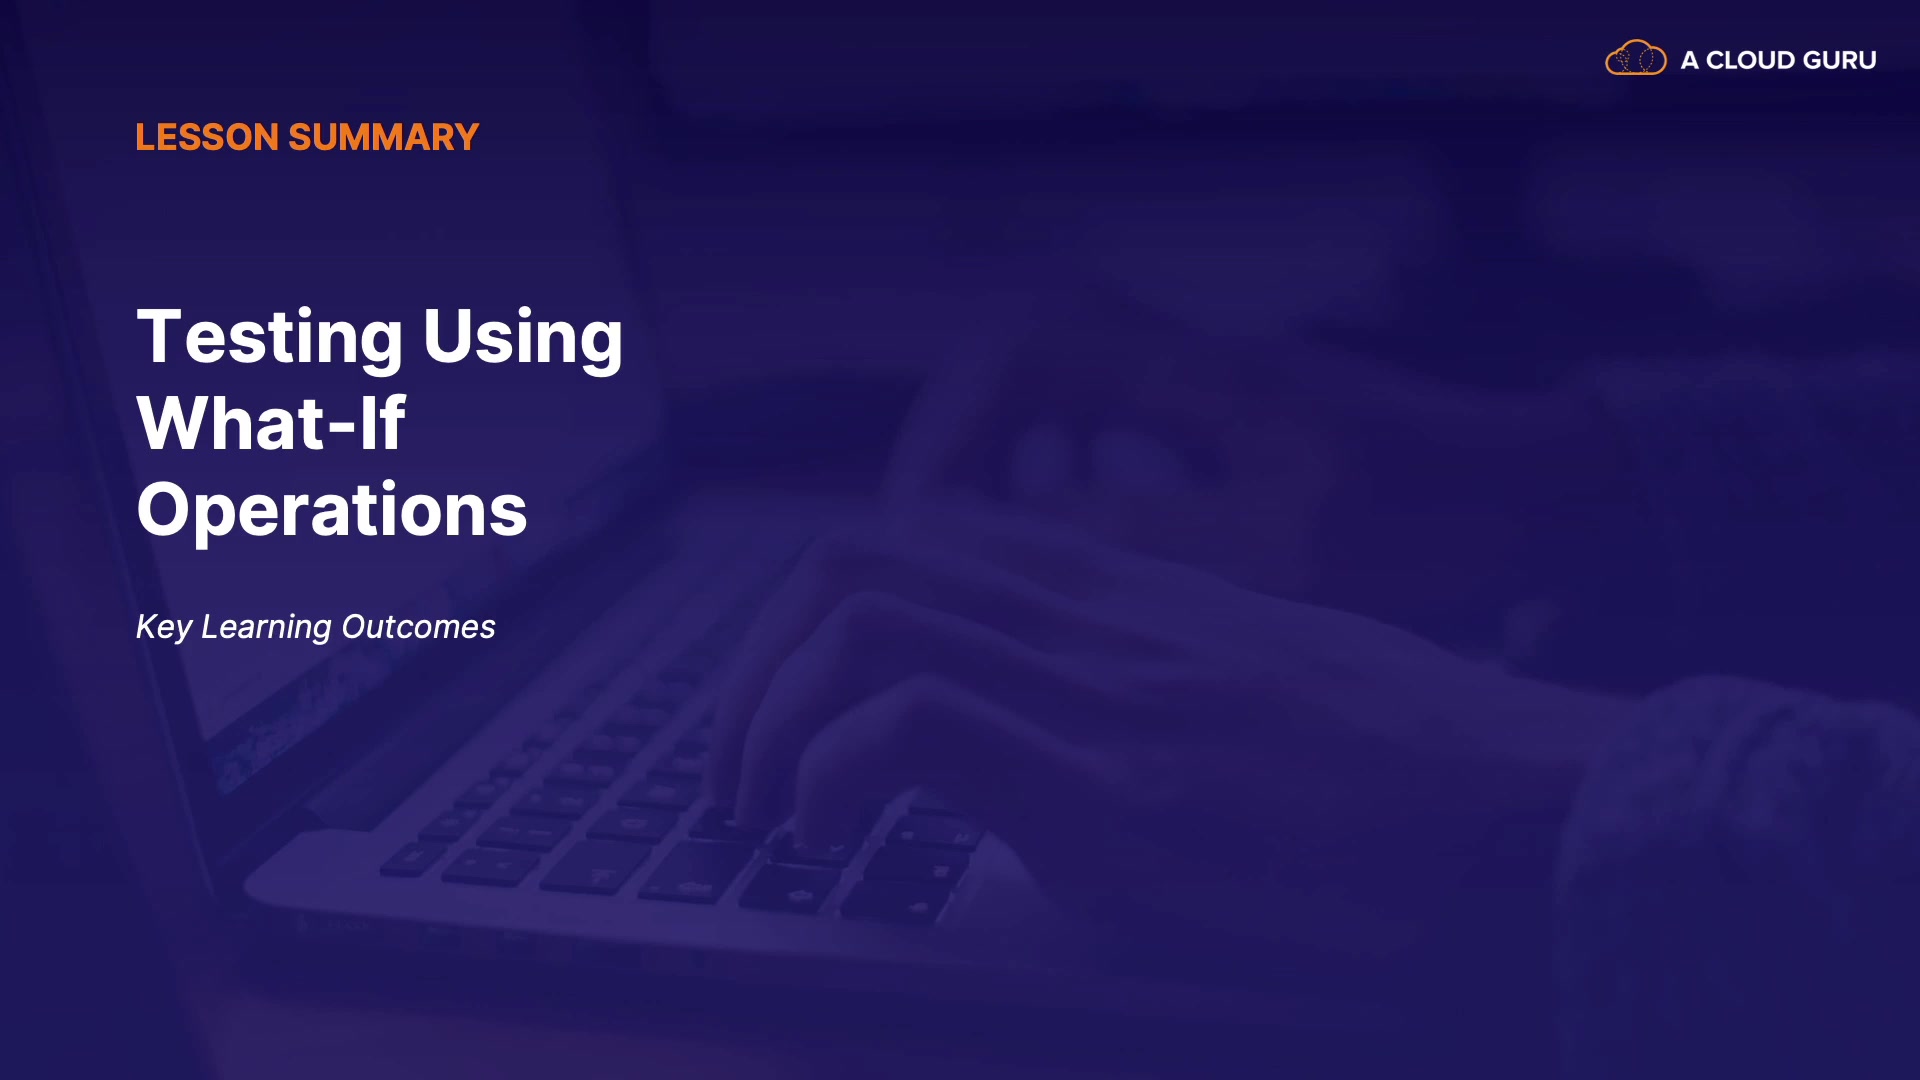 A CLOUD GURU
LESSON SUMMARY
Testing Using
What-If
Operations
Key Learning Outcomes